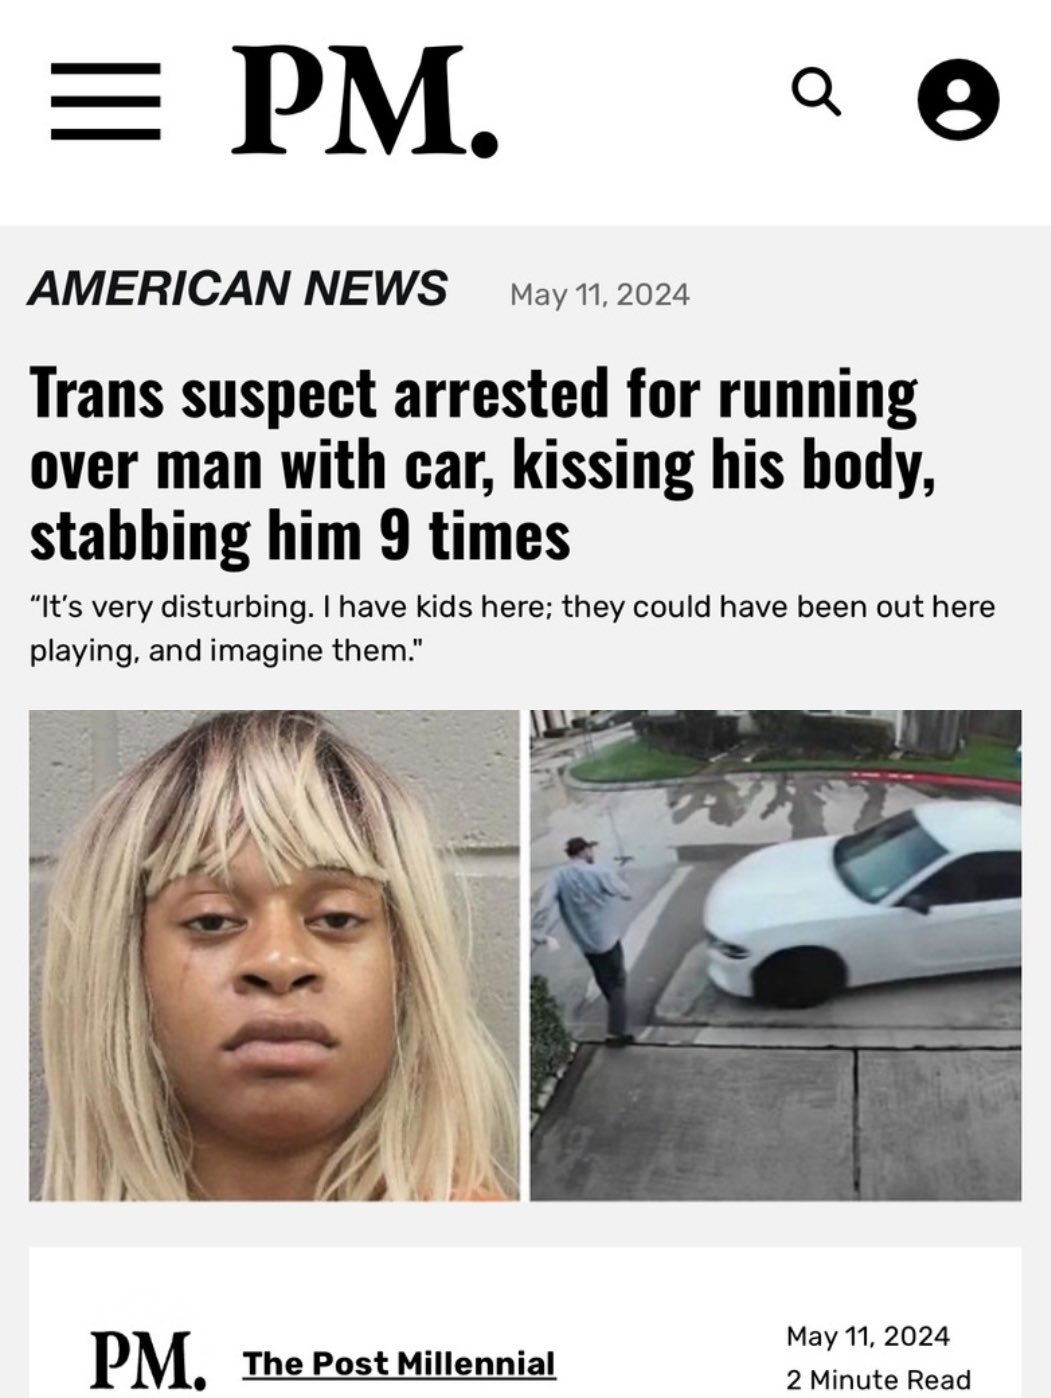 PM.
AMERICAN NEWS May 11, 2024
Trans suspect arrested for running
over man with car, kissing his body,
stabbing him 9 times
“It’s very disturbing. I have kids here; they could have been out here
playing, and imagine them."
PM. The Post Millennial
May 11, 2024
2 Minute Read